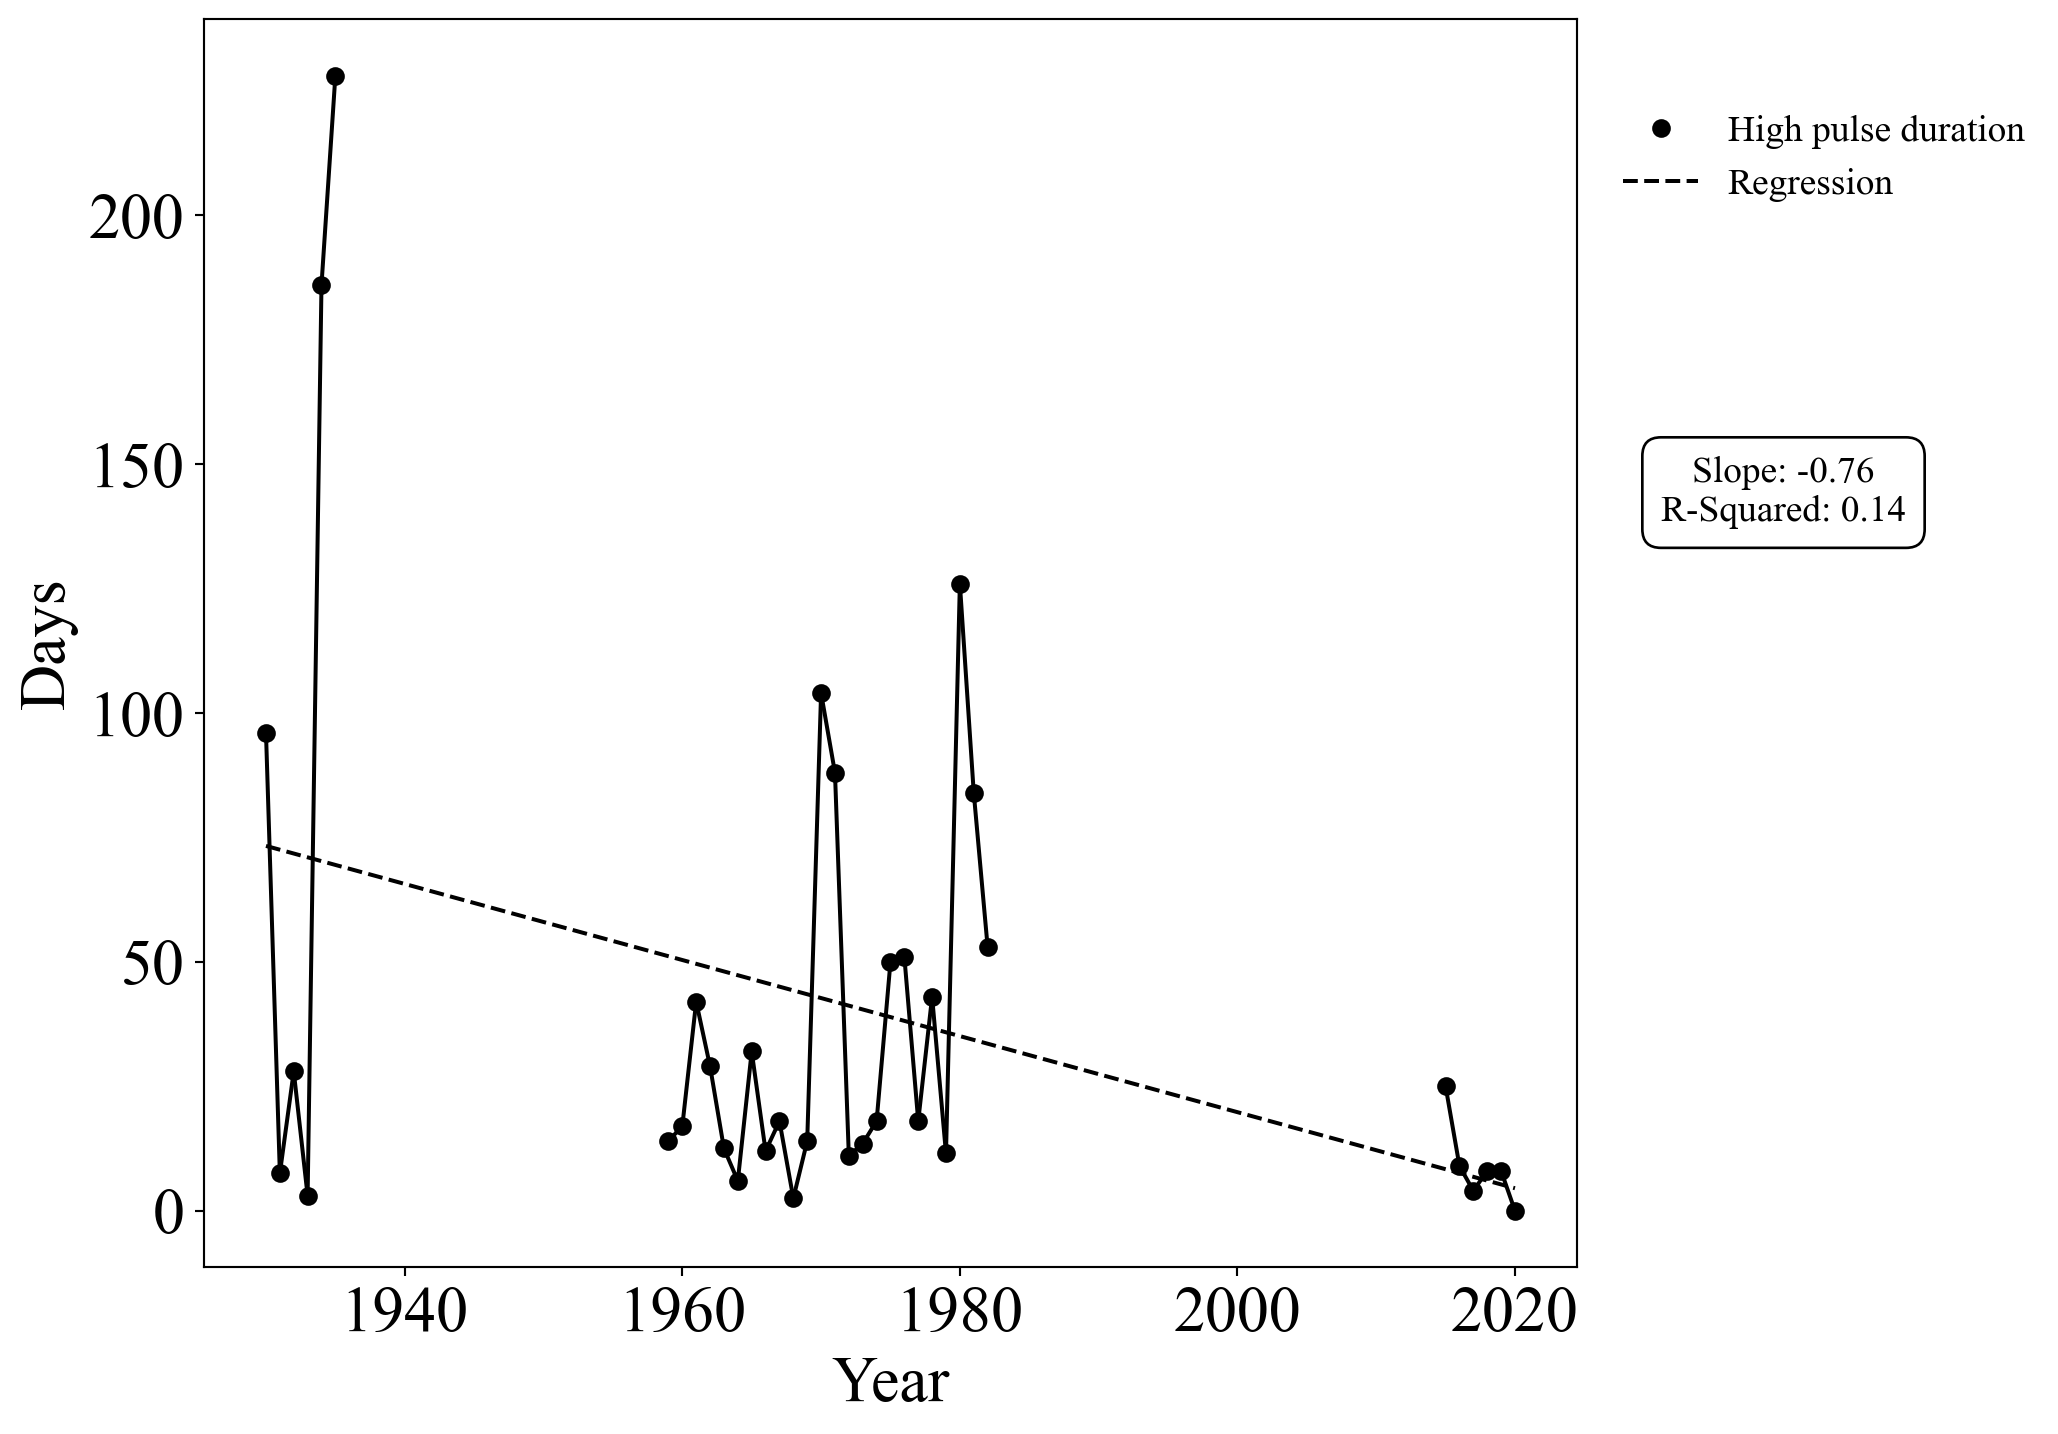 High pulse duration
Regression
Slope: -0.76
R-Squared: 0.14
Days
200
150
100
50
0
1940 1960 1980 2000 2020
Year